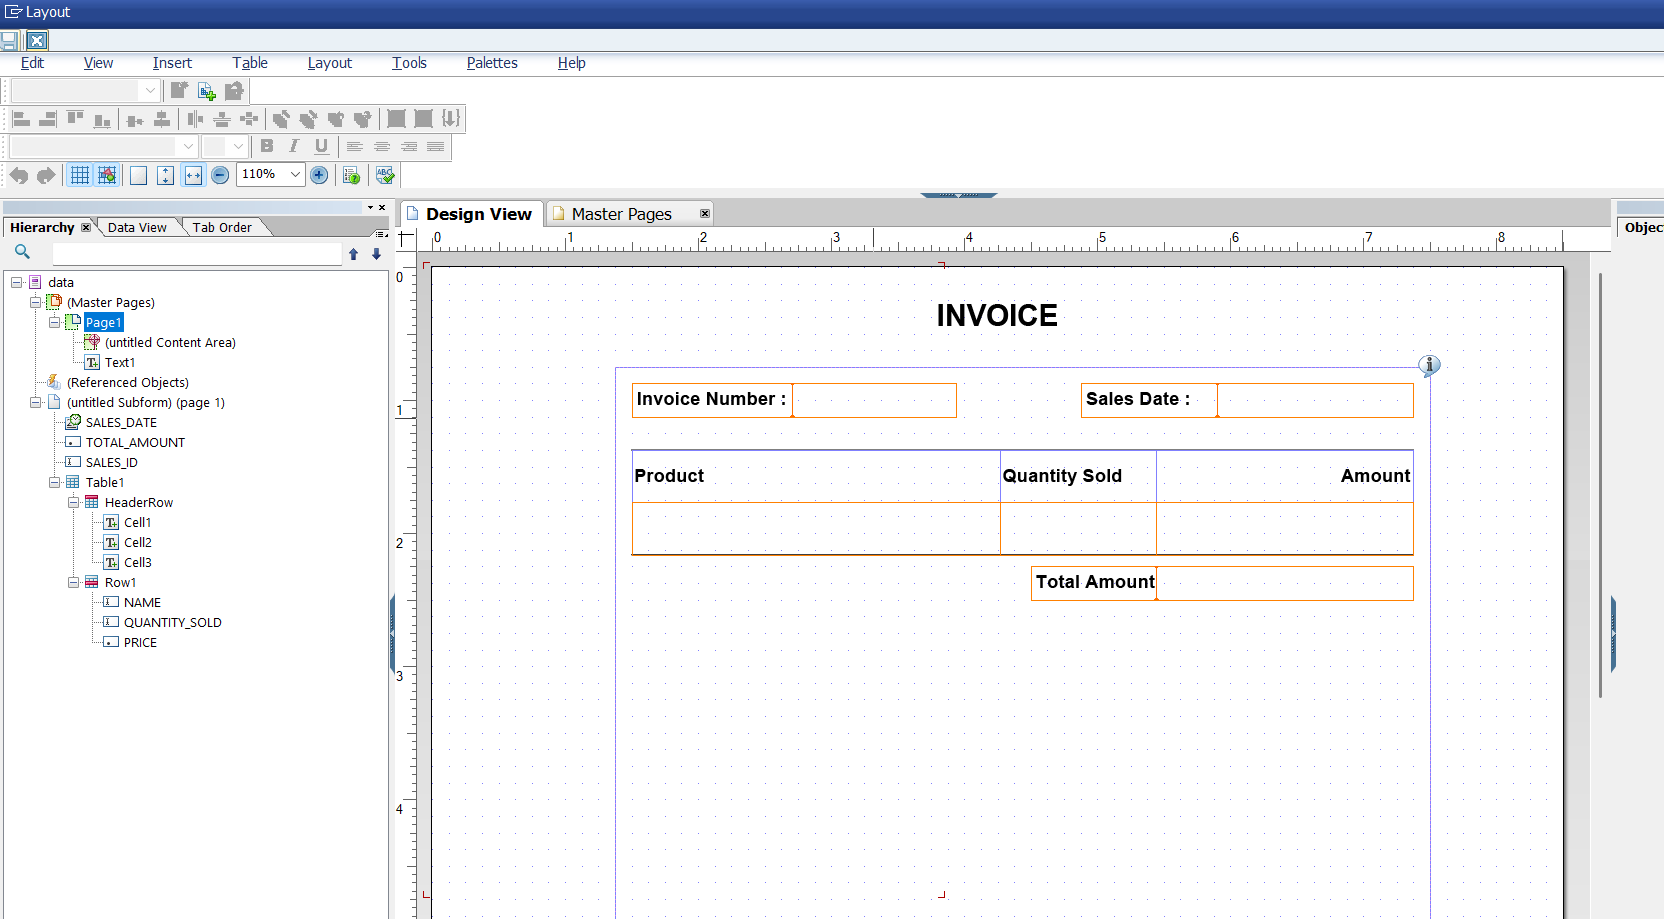 Layout
Edit View Insert Table Layout Tools Palettes Help
B I U
110%
ABC
Hierarchy Data View Tab Order
Design View Master Pages
Objec
0 1 2 3 4 5 6 7 8
0
1
2
3
4
data
(Master Pages)
Page1
(untitled Content Area)
Text1
(Referenced Objects)
(untitled Subform) (page 1)
SALES_DATE
TOTAL_AMOUNT
SALES_ID
Table1
HeaderRow
Cell1
Cell2
Cell3
Row1
NAME
QUANTITY_SOLD
PRICE
INVOICE
Invoice Number : Sales Date :
Product Quantity Sold Amount
Total Amount